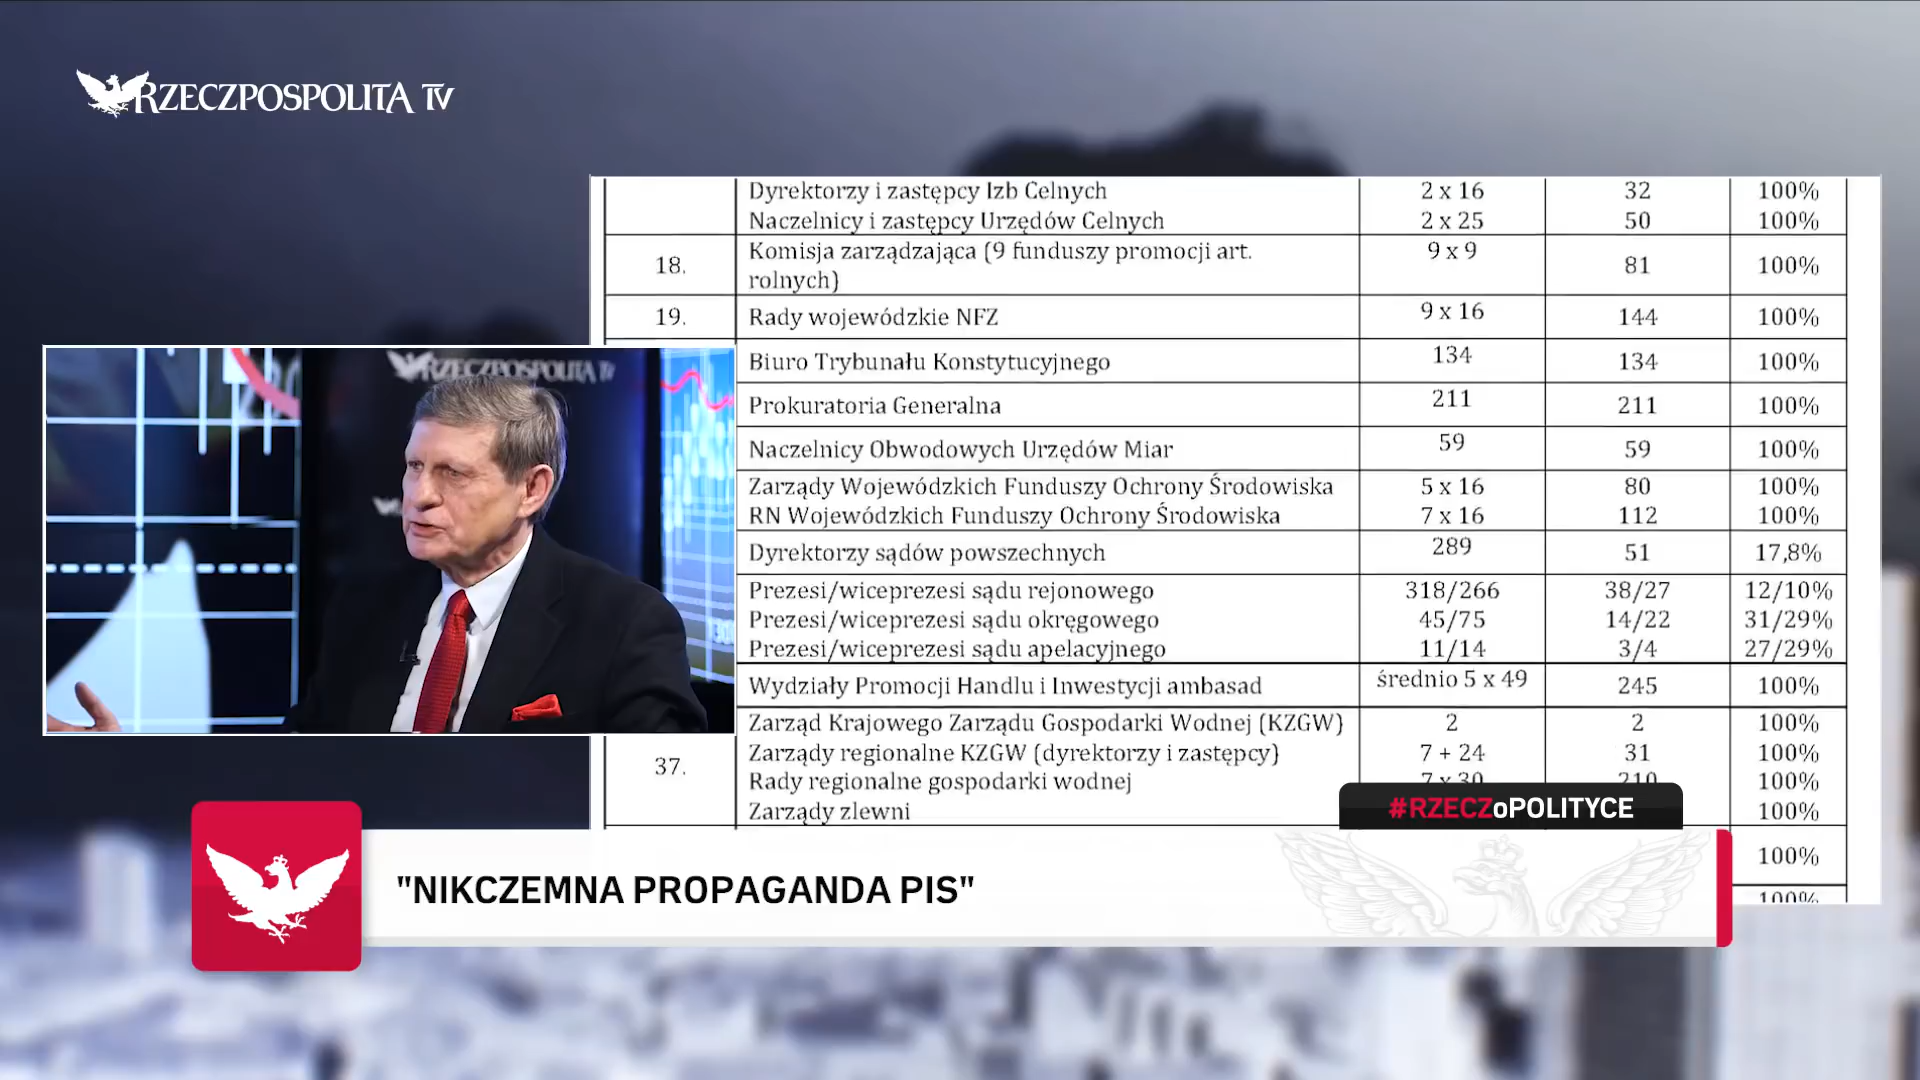 RZECZPOSPOLITA TV
Dyrektorzy i zastępcy Izb Celnych 2 x 16 32 100%
Naczelnicy i zastępcy Urzędów Celnych 2 x 25 50 100%
18. Komisja zarządzająca (9 funduszy promocji art. 9 x 9 81 100%
rolnych)
19. Rady wojewódzkie NFZ 9 x 16 144 100%
Biuro Trybunału Konstytucyjnego 134 134 100%
Prokuratoria Generalna 211 211 100%
Naczelnicy Obwodowych Urzędów Miar 59 59 100%
Zarządy Wojewódzkich Funduszy Ochrony Środowiska 5 x 16 80 100%
RN Wojewódzkich Funduszy Ochrony Środowiska 7 x 16 112 100%
Dyrektorzy sądów powszechnych 289 51 17,8%
Prezesi/wiceprezesi sądu rejonowego 318/266 38/27 12/10%
Prezesi/wiceprezesi sądu okręgowego 45/75 14/22 31/29%
Prezesi/wiceprezesi sądu apelacyjnego 11/14 3/4 27/29%
Wydziały Promocji Handlu i Inwestycji ambasad średnio 5 x 49 245 100%
37. Zarząd Krajowego Zarządu Gospodarki Wodnej (KZGW) 2 2 100%
Zarządy regionalne KZGW (dyrektorzy i zastępcy) 7 + 24 31 100%
Rady regionalne gospodarki wodnej 7 x 30 210 100%
Zarządy zlewni 100%
100%
100%
RZECZPOSPOLITA TV
#RZECZoPOLITYCE
"NIKCZEMNA PROPAGANDA PIS"